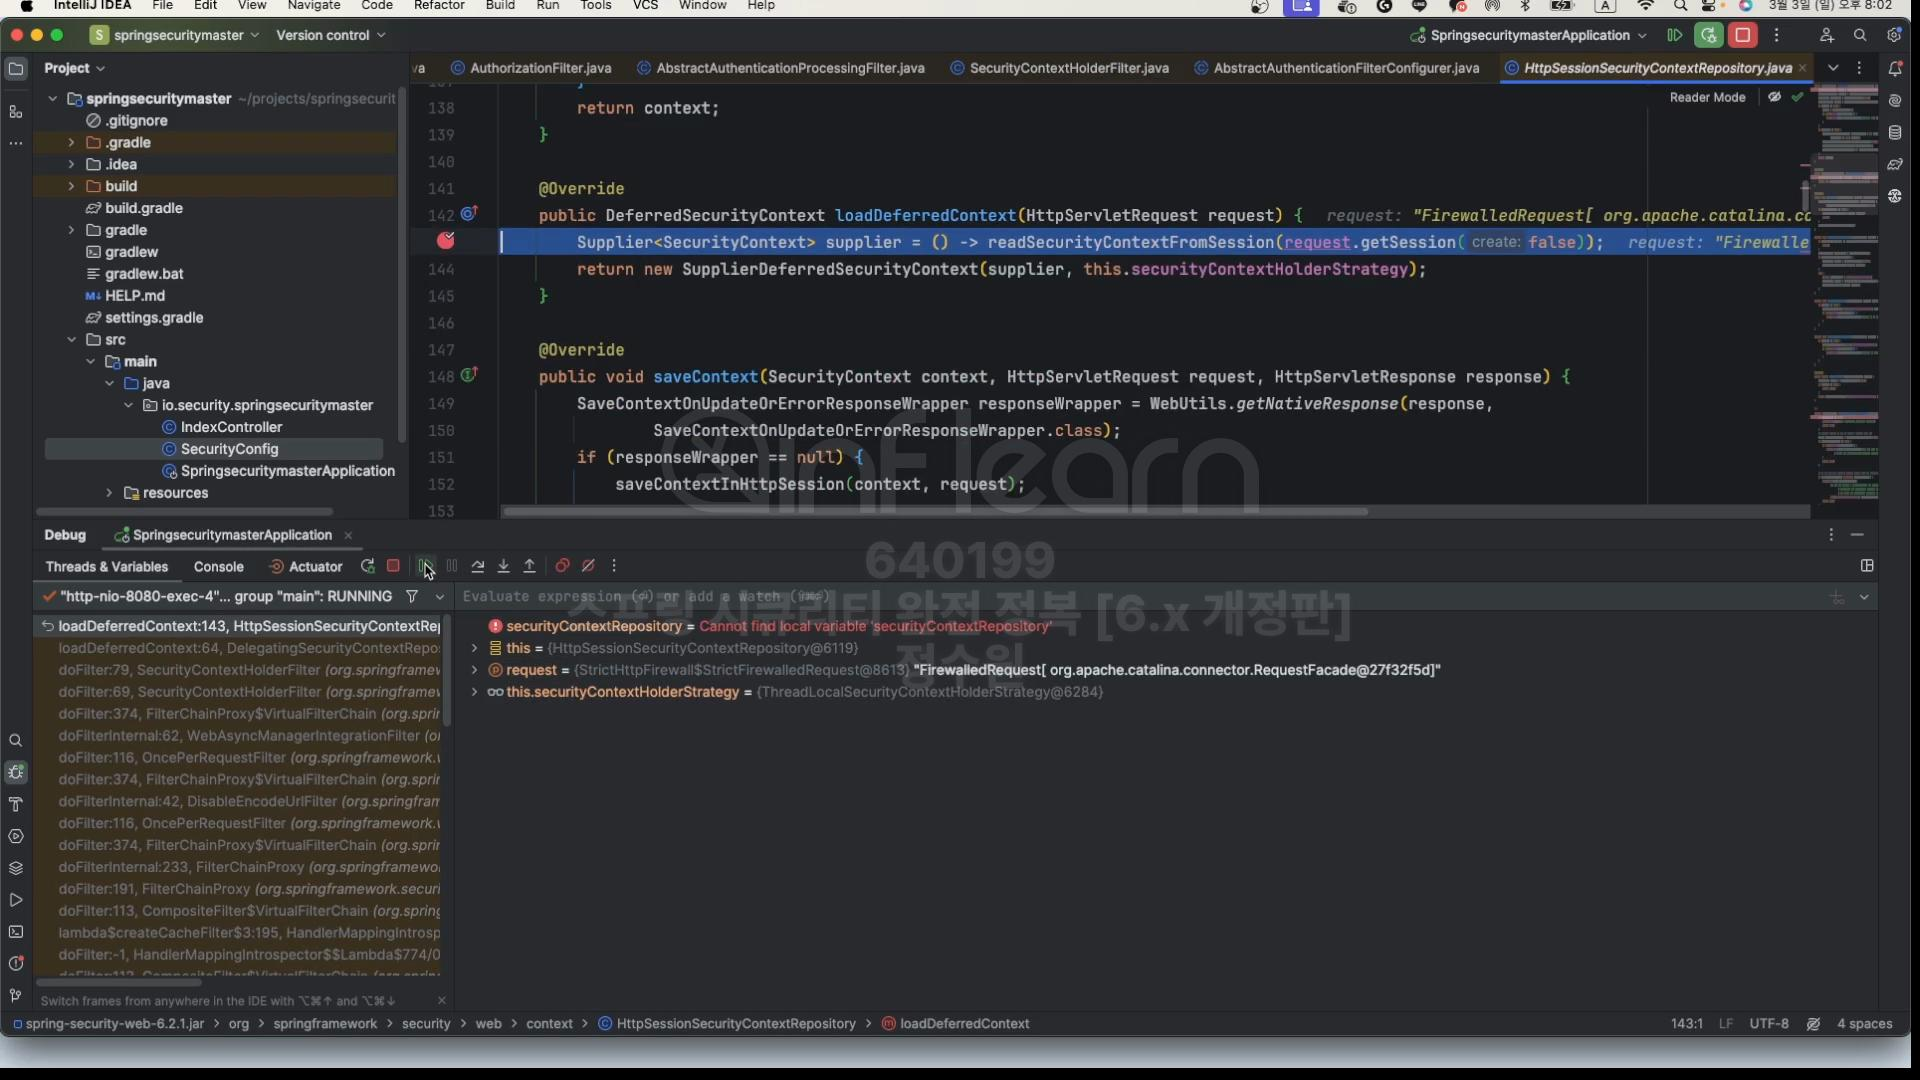 IntelliJ IDEA File Edit View Navigate Code Refactor Build Run Tools VCS Window Help A 3월 3일 (일) 오후 8:02
S springsecuritymaster Version control SpringsecuritymasterApplication
Project va AuthorizationFilter.java AbstractAuthenticationProcessingFilter.java SecurityContextHolderFilter.java AbstractAuthenticationFilterConfigurer.java HttpSessionSecurityContextRepository.java
Reader Mode
springsecuritymaster ~/projects/springsecurit
.gitignore
.gradle
.idea
build
build.gradle
gradle
gradlew
gradlew.bat
HELP.md
settings.gradle
src
main
java
io.security.springsecuritymaster
IndexController
SecurityConfig
SpringsecuritymasterApplication
resources
137 }
138 return context;
139 }
140
141 @Override
142 public DeferredSecurityContext loadDeferredContext(HttpServletRequest request) { request: "FirewalledRequest[ org.apache.catalina.co
Supplier<SecurityContext> supplier = () -> readSecurityContextFromSession(request.getSession( create: false)); request: "Firewalle
144 return new SupplierDeferredSecurityContext(supplier, this.securityContextHolderStrategy);
145 }
146
147 @Override
148 public void saveContext(SecurityContext context, HttpServletRequest request, HttpServletResponse response) {
149 SaveContextOnUpdateOrErrorResponseWrapper responseWrapper = WebUtils.getNativeResponse(response,
150 SaveContextOnUpdateOrErrorResponseWrapper.class);
151 if (responseWrapper == null) {
152 saveContextInHttpSession(context, request);
153
inflearn
640199
스프링 시큐리티 완전 정복 [6.x 개정판]
정수원
Debug SpringsecuritymasterApplication
Threads & Variables Console Actuator
"http-nio-8080-exec-4"... group "main": RUNNING
Evaluate expression (⏎) or add a watch (⇧⌘⏎)
loadDeferredContext:143, HttpSessionSecurityContextRep
loadDeferredContext:64, DelegatingSecurityContextRepos
doFilter:79, SecurityContextHolderFilter (org.springframew
doFilter:69, SecurityContextHolderFilter (org.springframew
doFilter:374, FilterChainProxy$VirtualFilterChain (org.sprin
doFilterInternal:62, WebAsyncManagerIntegrationFilter (or
doFilter:116, OncePerRequestFilter (org.springframework.w
doFilter:374, FilterChainProxy$VirtualFilterChain (org.sprin
doFilterInternal:42, DisableEncodeUrlFilter (org.springfram
doFilter:116, OncePerRequestFilter (org.springframework.w
doFilter:374, FilterChainProxy$VirtualFilterChain (org.sprin
doFilterInternal:233, FilterChainProxy (org.springframewo
doFilter:191, FilterChainProxy (org.springframework.securi
doFilter:113, CompositeFilter$VirtualFilterChain (org.spring
lambda$createCacheFilter$3:195, HandlerMappingIntrosp
doFilter:-1, HandlerMappingIntrospector$$Lambda$774/0
doFilter:113, CompositeFilter$VirtualFilterChain (org.spring
securityContextRepository = Cannot find local variable 'securityContextRepository'
this = {HttpSessionSecurityContextRepository@6119}
request = {StrictHttpFirewall$StrictFirewalledRequest@8613} "FirewalledRequest[ org.apache.catalina.connector.RequestFacade@27f32f5d]"
this.securityContextHolderStrategy = {ThreadLocalSecurityContextHolderStrategy@6284}
Switch frames from anywhere in the IDE with ⌥⌘↑ and ⌥⌘↓
spring-security-web-6.2.1.jar > org > springframework > security > web > context > HttpSessionSecurityContextRepository > loadDeferredContext 143:1 LF UTF-8 4 spaces